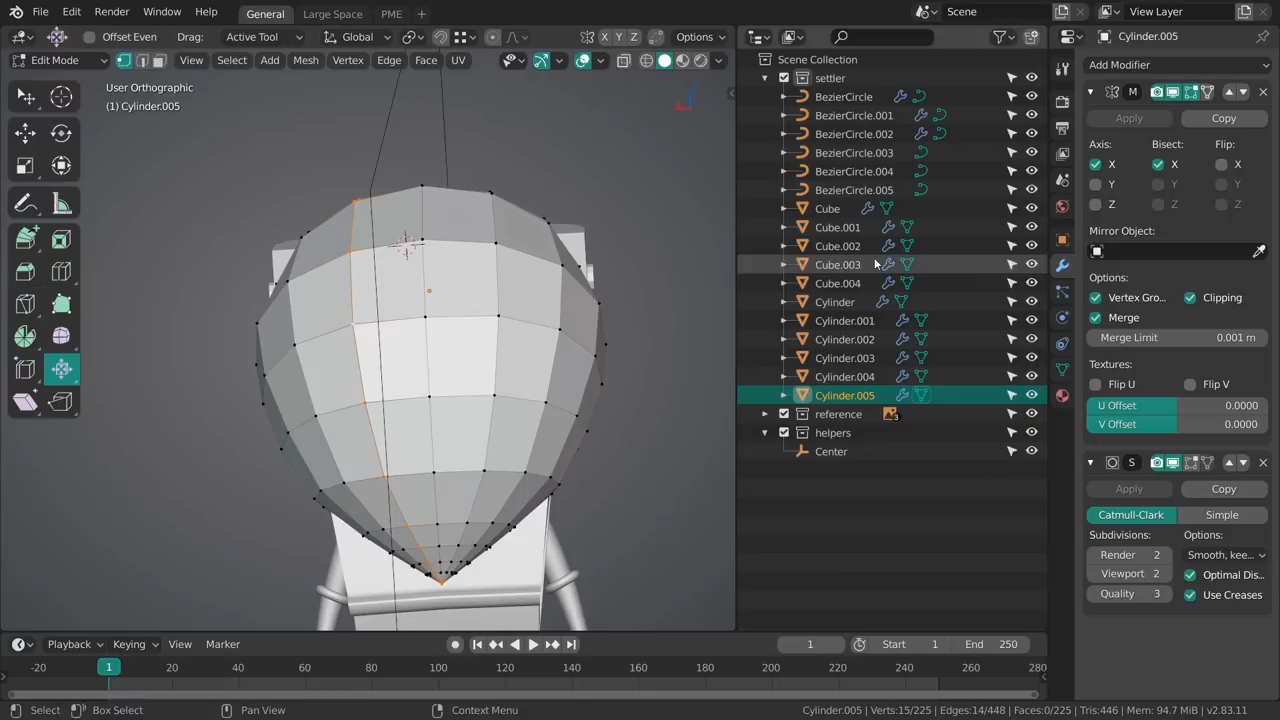 File Edit Render Window Help General Large Space PME + Scene View Layer
Offset Even Drag: Active Tool Global X Y Z Options
Cylinder.005
Edit Mode View Select Add Mesh Vertex Edge Face UV
Scene Collection
Add Modifier
User Orthographic
(1) Cylinder.005
settler
BezierCircle
BezierCircle.001
BezierCircle.002
BezierCircle.003
BezierCircle.004
BezierCircle.005
Cube
Cube.001
Cube.002
Cube.003
Cube.004
Cylinder
Cylinder.001
Cylinder.002
Cylinder.003
Cylinder.004
Cylinder.005
reference 3
helpers
Center
M
Apply Copy
Axis: Bisect: Flip:
X X X
Y Y Y
Z Z Z
Mirror Object:
Options:
Vertex Gro... Clipping
Merge
Merge Limit 0.001 m
Textures:
Flip U Flip V
U Offset 0.0000
V Offset 0.0000
S
Apply Copy
Catmull-Clark Simple
Subdivisions: Options:
Render 2 Smooth, kee...
Viewport 2 Optimal Dis...
Quality 3 Use Creases
Playback Keying View Marker 1 Start 1 End 250
-20 1 20 40 60 80 100 120 140 160 180 200 220 240 260 280
Select Box Select Pan View Context Menu Cylinder.005 | Verts:15/225 | Edges:14/448 | Faces:0/225 | Tris:446 | Mem: 94.7 MiB | v2.83.11